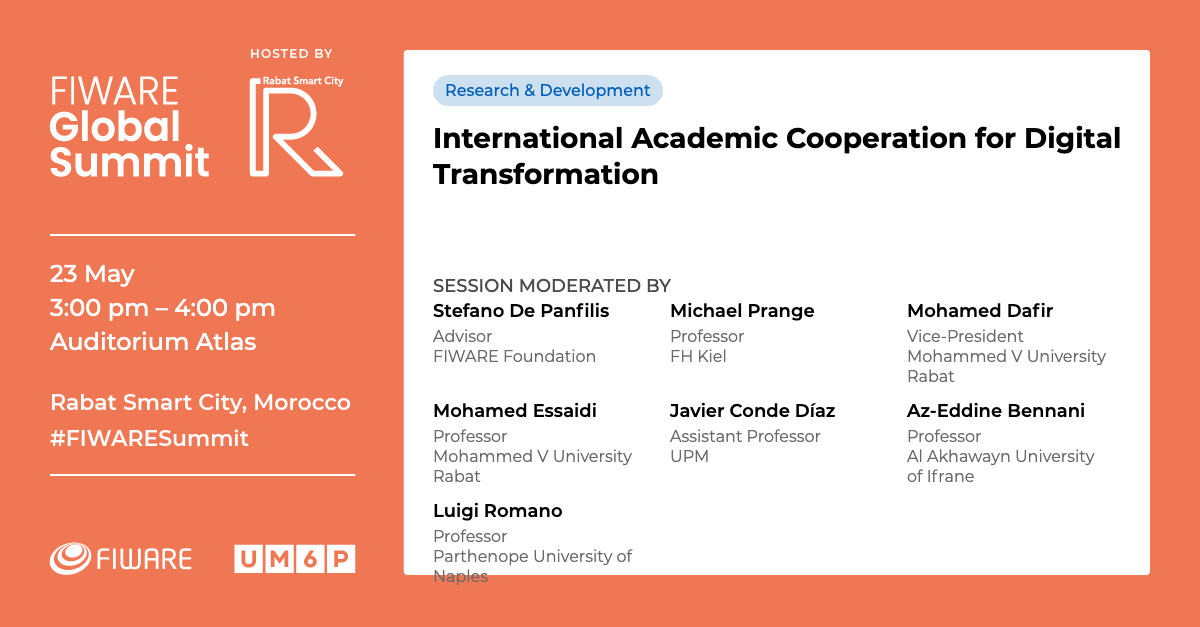 FIWARE
Global
Summit
HOSTED BY
Rabat Smart City
R
23 May
3:00 pm – 4:00 pm
Auditorium Atlas
Rabat Smart City, Morocco
#FIWARESummit
FIWARE
UM6P
Research & Development
International Academic Cooperation for Digital
Transformation
SESSION MODERATED BY
Stefano De Panfilis
Advisor
FIWARE Foundation
Michael Prange
Professor
FH Kiel
Mohamed Dafir
Vice-President
Mohammed V University
Rabat
Mohamed Essaidi
Professor
Mohammed V University
Rabat
Javier Conde Díaz
Assistant Professor
UPM
Az-Eddine Bennani
Professor
Al Akhawayn University
of Ifrane
Luigi Romano
Professor
Parthenope University of
Naples